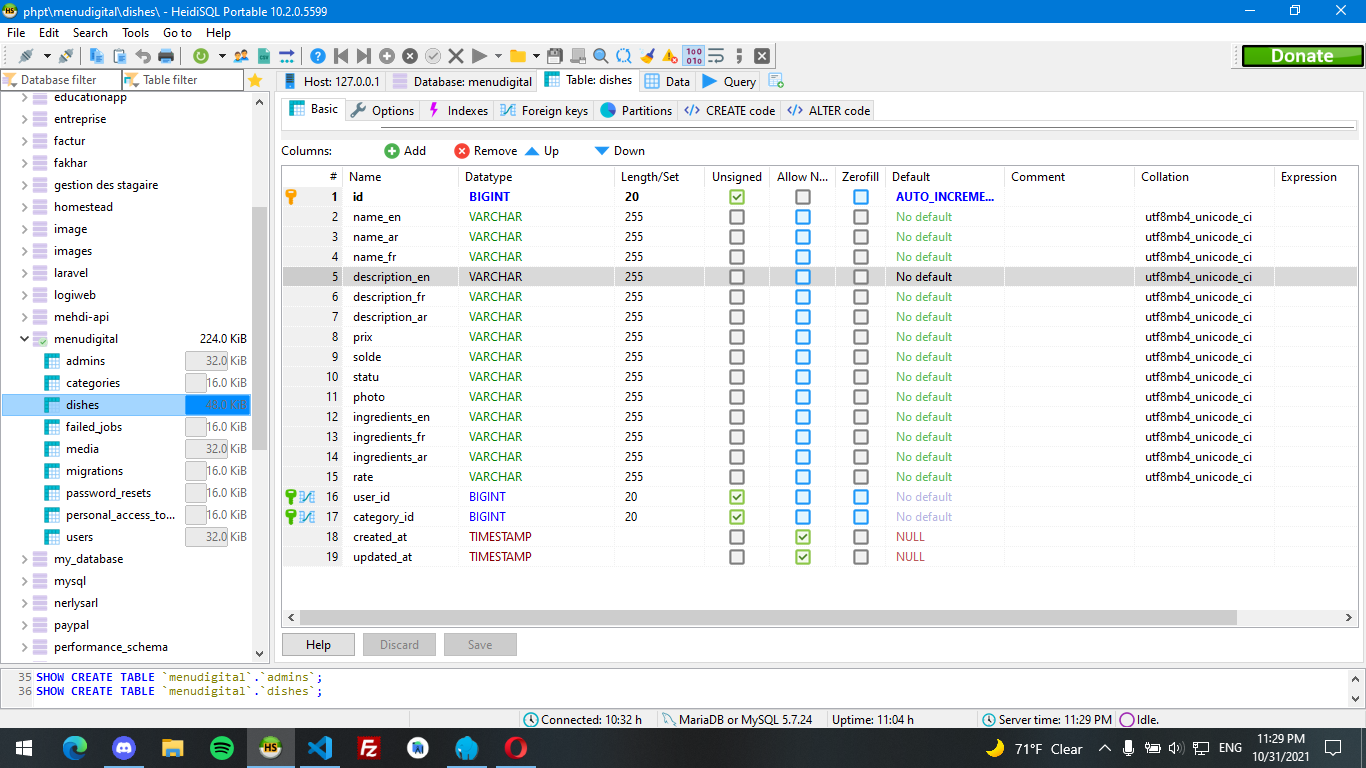 phpt\menudigital\dishes\ - HeidiSQL Portable 10.2.0.5599
File Edit Search Tools Go to Help
Donate
Database filter Table filter
Host: 127.0.0.1 Database: menudigital Table: dishes Data Query
Basic Options Indexes Foreign keys Partitions CREATE code ALTER code
educationapp
entreprise
factur
fakhar
gestion des stagaire
homestead
image
images
laravel
logiweb
mehdi-api
menudigital 224.0 KiB
admins 32.0 KiB
categories 16.0 KiB
dishes 48.0 KiB
failed_jobs 16.0 KiB
media 32.0 KiB
migrations 16.0 KiB
password_resets 16.0 KiB
personal_access_to... 16.0 KiB
users 32.0 KiB
my_database
mysql
nerlysarl
paypal
performance_schema
Columns: Add Remove Up Down
# Name Datatype Length/Set Unsigned Allow N... Zerofill Default Comment Collation Expression
1 id BIGINT 20 AUTO_INCREME...
2 name_en VARCHAR 255 No default utf8mb4_unicode_ci
3 name_ar VARCHAR 255 No default utf8mb4_unicode_ci
4 name_fr VARCHAR 255 No default utf8mb4_unicode_ci
5 description_en VARCHAR 255 No default utf8mb4_unicode_ci
6 description_fr VARCHAR 255 No default utf8mb4_unicode_ci
7 description_ar VARCHAR 255 No default utf8mb4_unicode_ci
8 prix VARCHAR 255 No default utf8mb4_unicode_ci
9 solde VARCHAR 255 No default utf8mb4_unicode_ci
10 statu VARCHAR 255 No default utf8mb4_unicode_ci
11 photo VARCHAR 255 No default utf8mb4_unicode_ci
12 ingredients_en VARCHAR 255 No default utf8mb4_unicode_ci
13 ingredients_fr VARCHAR 255 No default utf8mb4_unicode_ci
14 ingredients_ar VARCHAR 255 No default utf8mb4_unicode_ci
15 rate VARCHAR 255 No default utf8mb4_unicode_ci
16 user_id BIGINT 20 No default
17 category_id BIGINT 20 No default
18 created_at TIMESTAMP NULL
19 updated_at TIMESTAMP NULL
Help Discard Save
35 SHOW CREATE TABLE `menudigital`.`admins`;
36 SHOW CREATE TABLE `menudigital`.`dishes`;
Connected: 10:32 h MariaDB or MySQL 5.7.24 Uptime: 11:04 h Server time: 11:29 PM Idle.
71°F Clear ENG 11:29 PM
10/31/2021